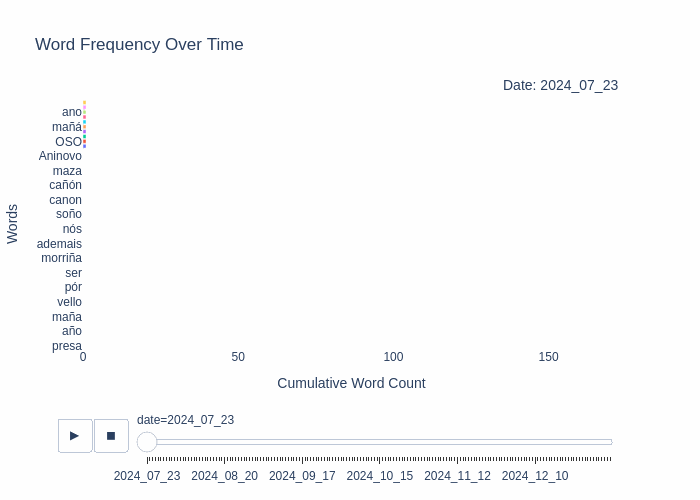 Word Frequency Over Time
Date: 2024_07_23
Words
ano
mañá
OSO
Aninovo
maza
cañón
canon
soño
nós
ademais
morriña
ser
pór
vello
maña
año
presa
0 50 100 150
Cumulative Word Count
▶ ■
date=2024_07_23
2024_07_23 2024_08_20 2024_09_17 2024_10_15 2024_11_12 2024_12_10